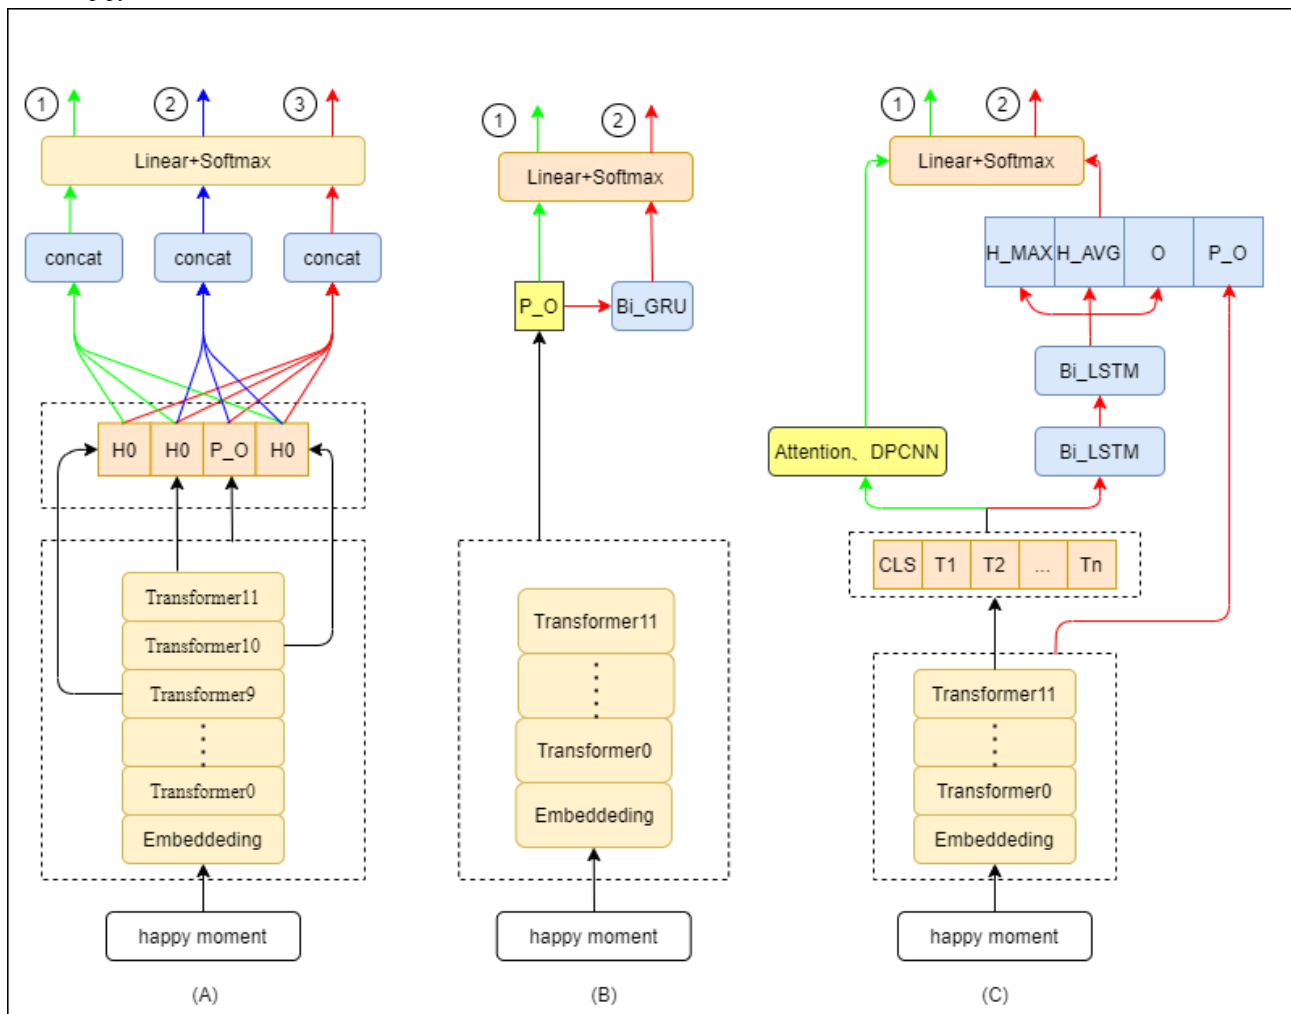 1 2 3
Linear+Softmax
concat concat concat
H0 H0 P_O H0
Transformer11
Transformer10
Transformer9
Transformer0
Embeddeding
happy moment
(A)
1 2
Linear+Softmax
P_O Bi_GRU
Transformer11
Transformer0
Embeddeding
happy moment
(B)
1 2
Linear+Softmax
H_MAX H_AVG O P_O
Bi_LSTM
Attention、DPCNN Bi_LSTM
CLS T1 T2 ... Tn
Transformer11
Transformer0
Embeddeding
happy moment
(C)